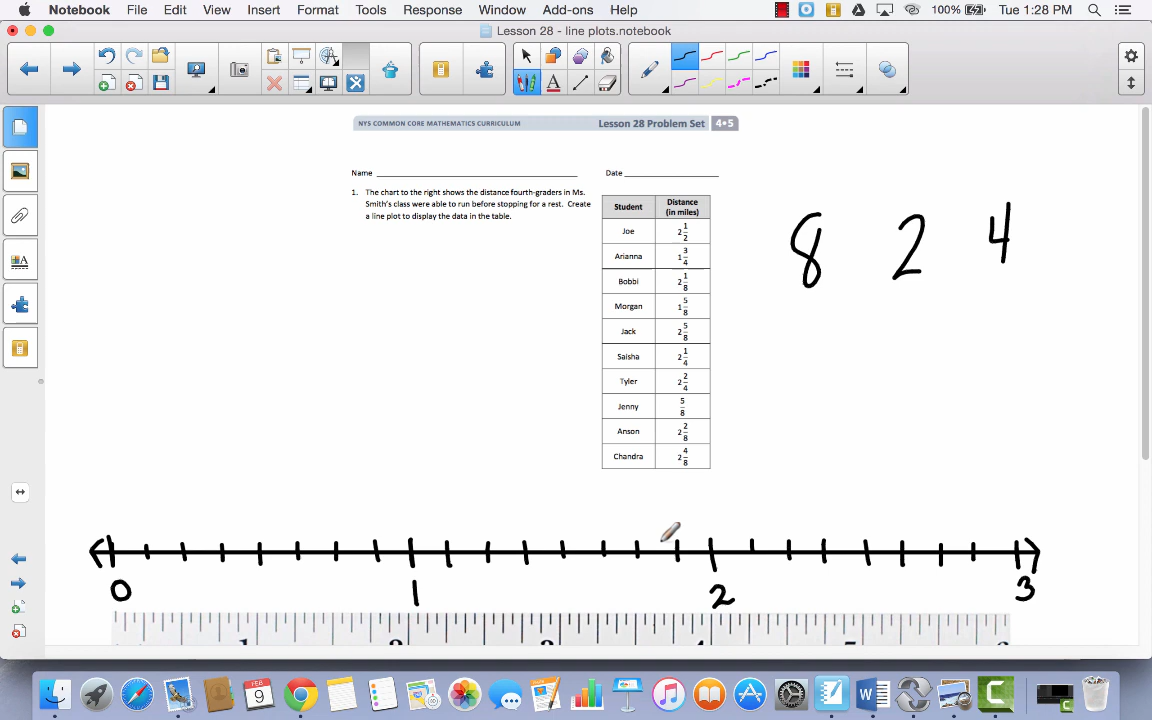 Notebook File Edit View Insert Format Tools Response Window Add-ons Help 100% Tue 1:28 PM
Lesson 28 - line plots.notebook
NYS COMMON CORE MATHEMATICS CURRICULUM Lesson 28 Problem Set 4•5
Name Date
1. The chart to the right shows the distance fourth-graders in Ms.
Smith's class were able to run before stopping for a rest. Create
a line plot to display the data in the table.
Student Distance (in miles)
Joe 2 1/2
Arianna 1 3/4
Bobbi 2 1/8
Morgan 1 5/8
Jack 2 5/8
Saisha 2 1/4
Tyler 2 2/4
Jenny 5/8
Anson 2 2/8
Chandra 2 4/8
8 2 4
0 1 2 3
FEB 9